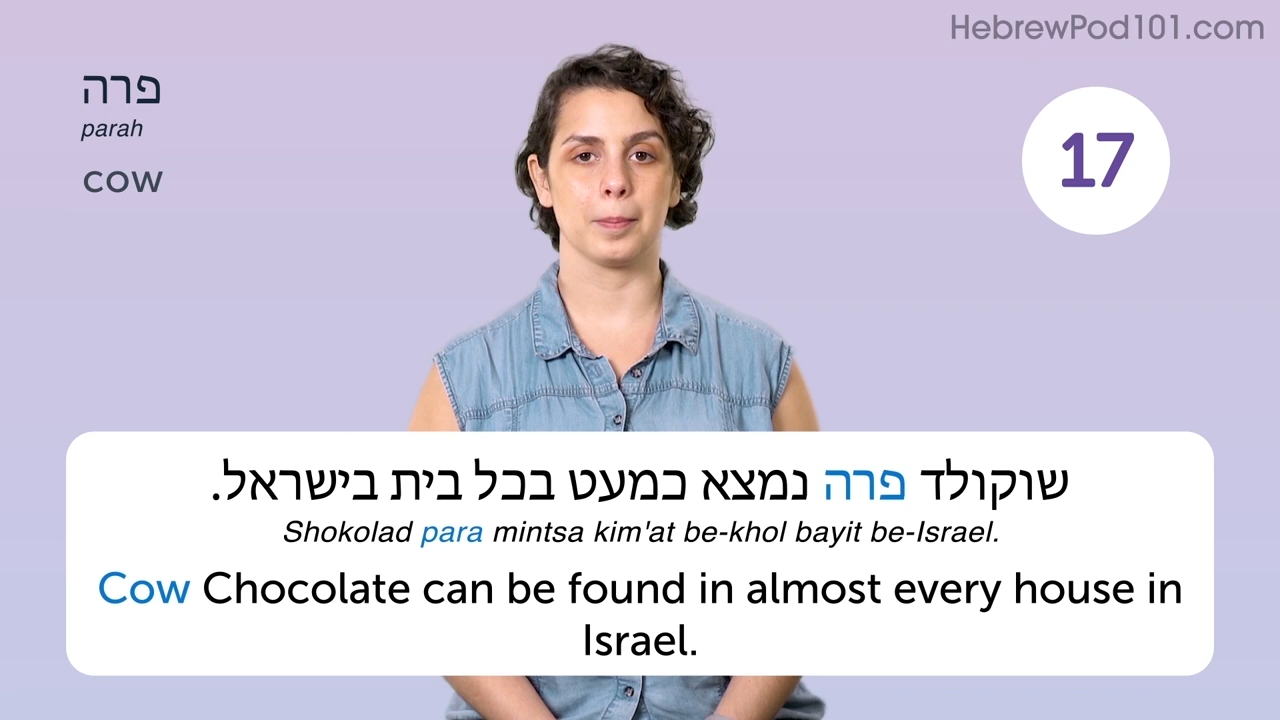 HebrewPod101.com
פרה
parah
cow
17
שוקולד פרה נמצא כמעט בכל בית בישראל.
Shokolad para mintsa kim'at be-khol bayit be-Israel.
Cow Chocolate can be found in almost every house in
Israel.